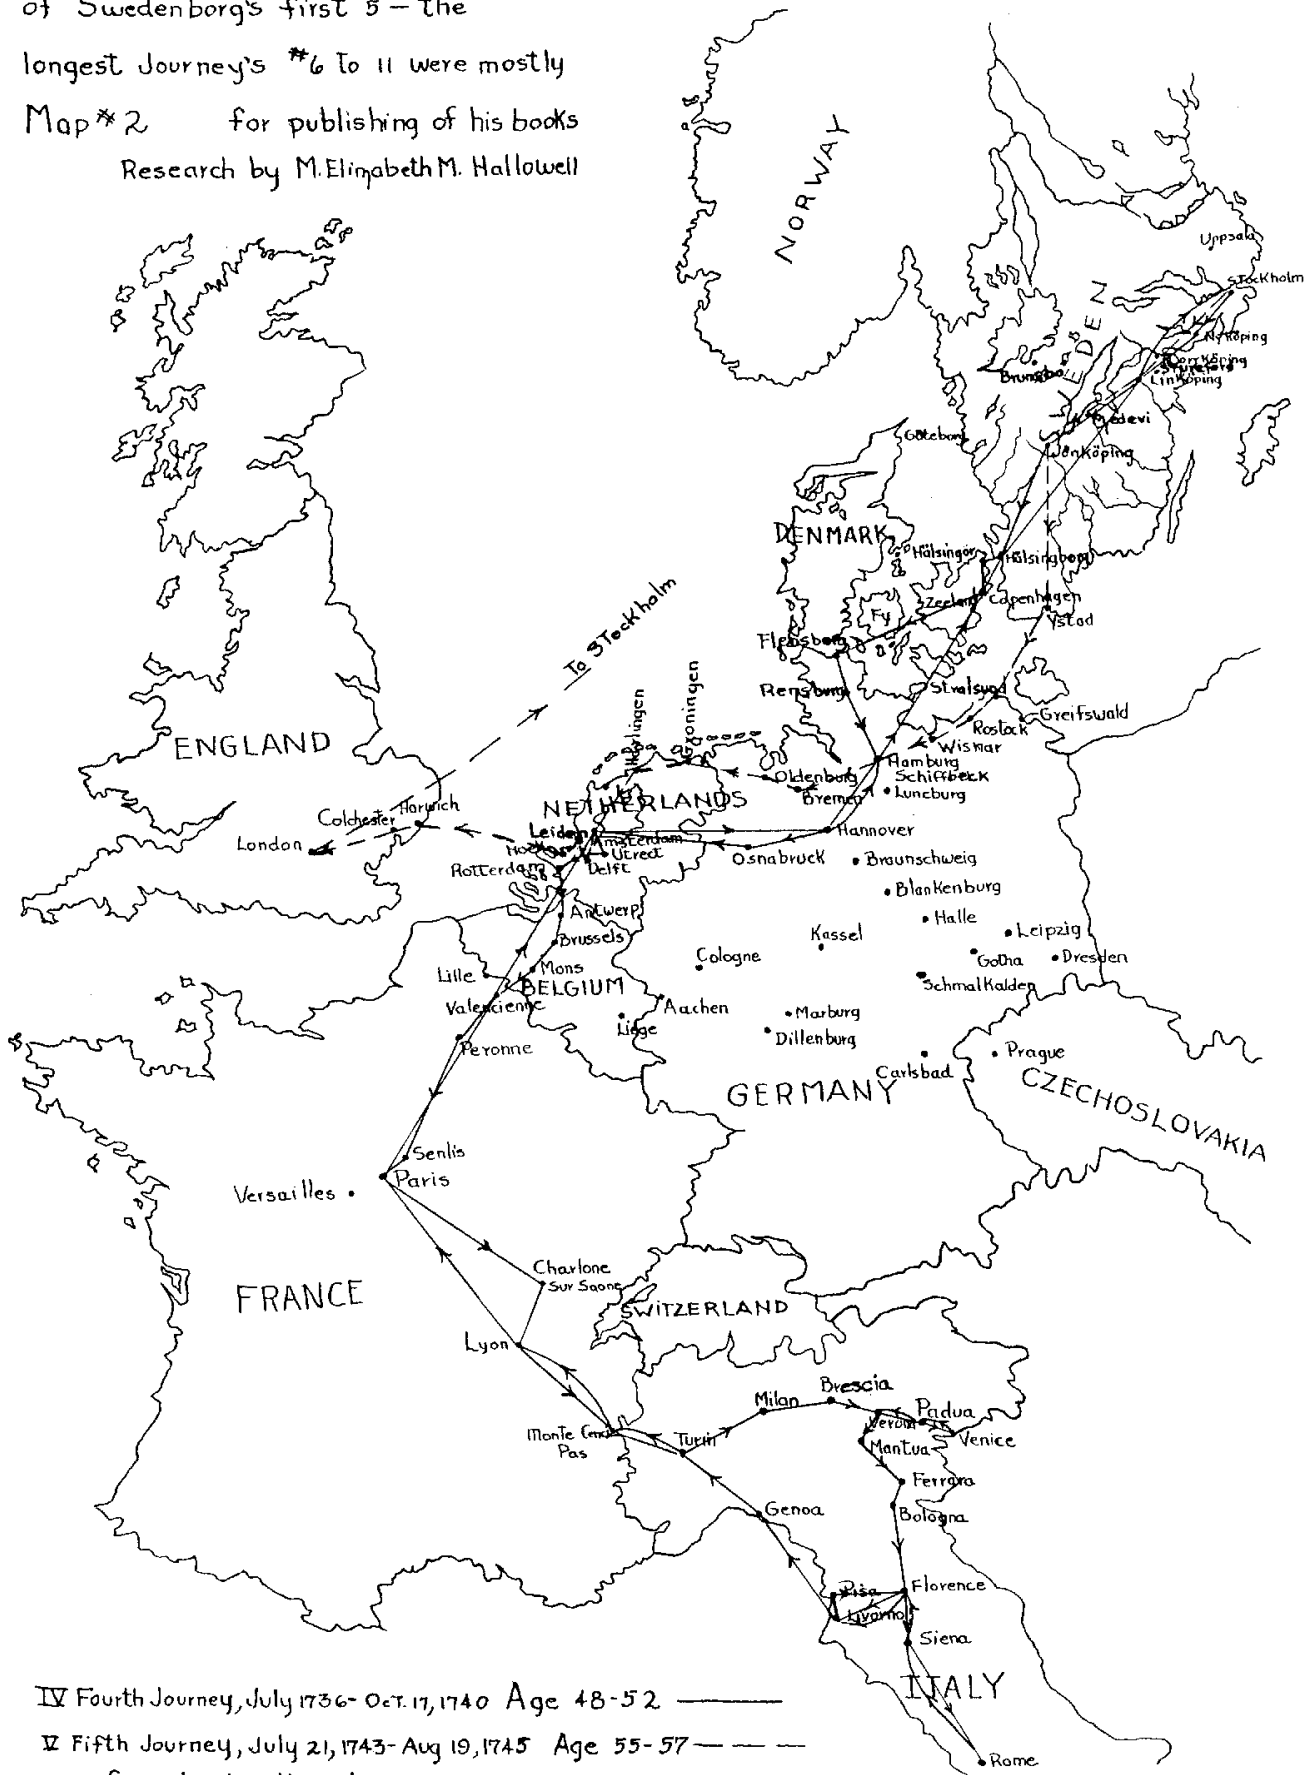 of Swedenborg's first 5 – the
longest Journey's #6 to 11 were mostly
Map #2 for publishing of his books
Research by M. Elizabeth M. Hallowell
NORWAY
Uppsala
Stockholm
SWEDEN
Nyköping
Norrköping
Linköping
Brunsbo
Medevi
Göteborg
Jönköping
DENMARK
Hälsingör
Hälsingborg
Zeeland
Copenhagen
Fy
Ystad
Flensborg
To Stockholm
Rensburg
Stralsund
Harlingen
Groningen
Greifswald
Rostock
Wismar
ENGLAND
Hamburg
Oldenburg
Schiffbeck
Bremen
Luneburg
NETHERLANDS
Harwich
Colchester
London
Leiden
Amsterdam
Hannover
Hock
Utrect
Osnabruck
Rotterdam
Delft
Braunschweig
Blankenburg
Antwerp
Halle
Brussels
Kassel
Leipzig
Cologne
Gotha
Dresden
Lille
Mons
BELGIUM
Schmalkalden
Valencienne
Aachen
Marburg
Liege
Dillenburg
Peronne
Prague
Carlsbad
GERMANY
CZECHOSLOVAKIA
Senlis
Paris
Versailles
Charlone
Sur Saone
FRANCE
SWITZERLAND
Lyon
Milan
Brescia
Padua
Verona
Monte Cenis
Pas
Turin
Mantua
Venice
Ferrara
Genoa
Bologna
Pisa
Florence
Livorno
Siena
ITALY
IV Fourth Journey, July 1736- Oct. 17, 1740 Age 48-52
V Fifth Journey, July 21, 1743- Aug 19, 1745 Age 55-57
Rome